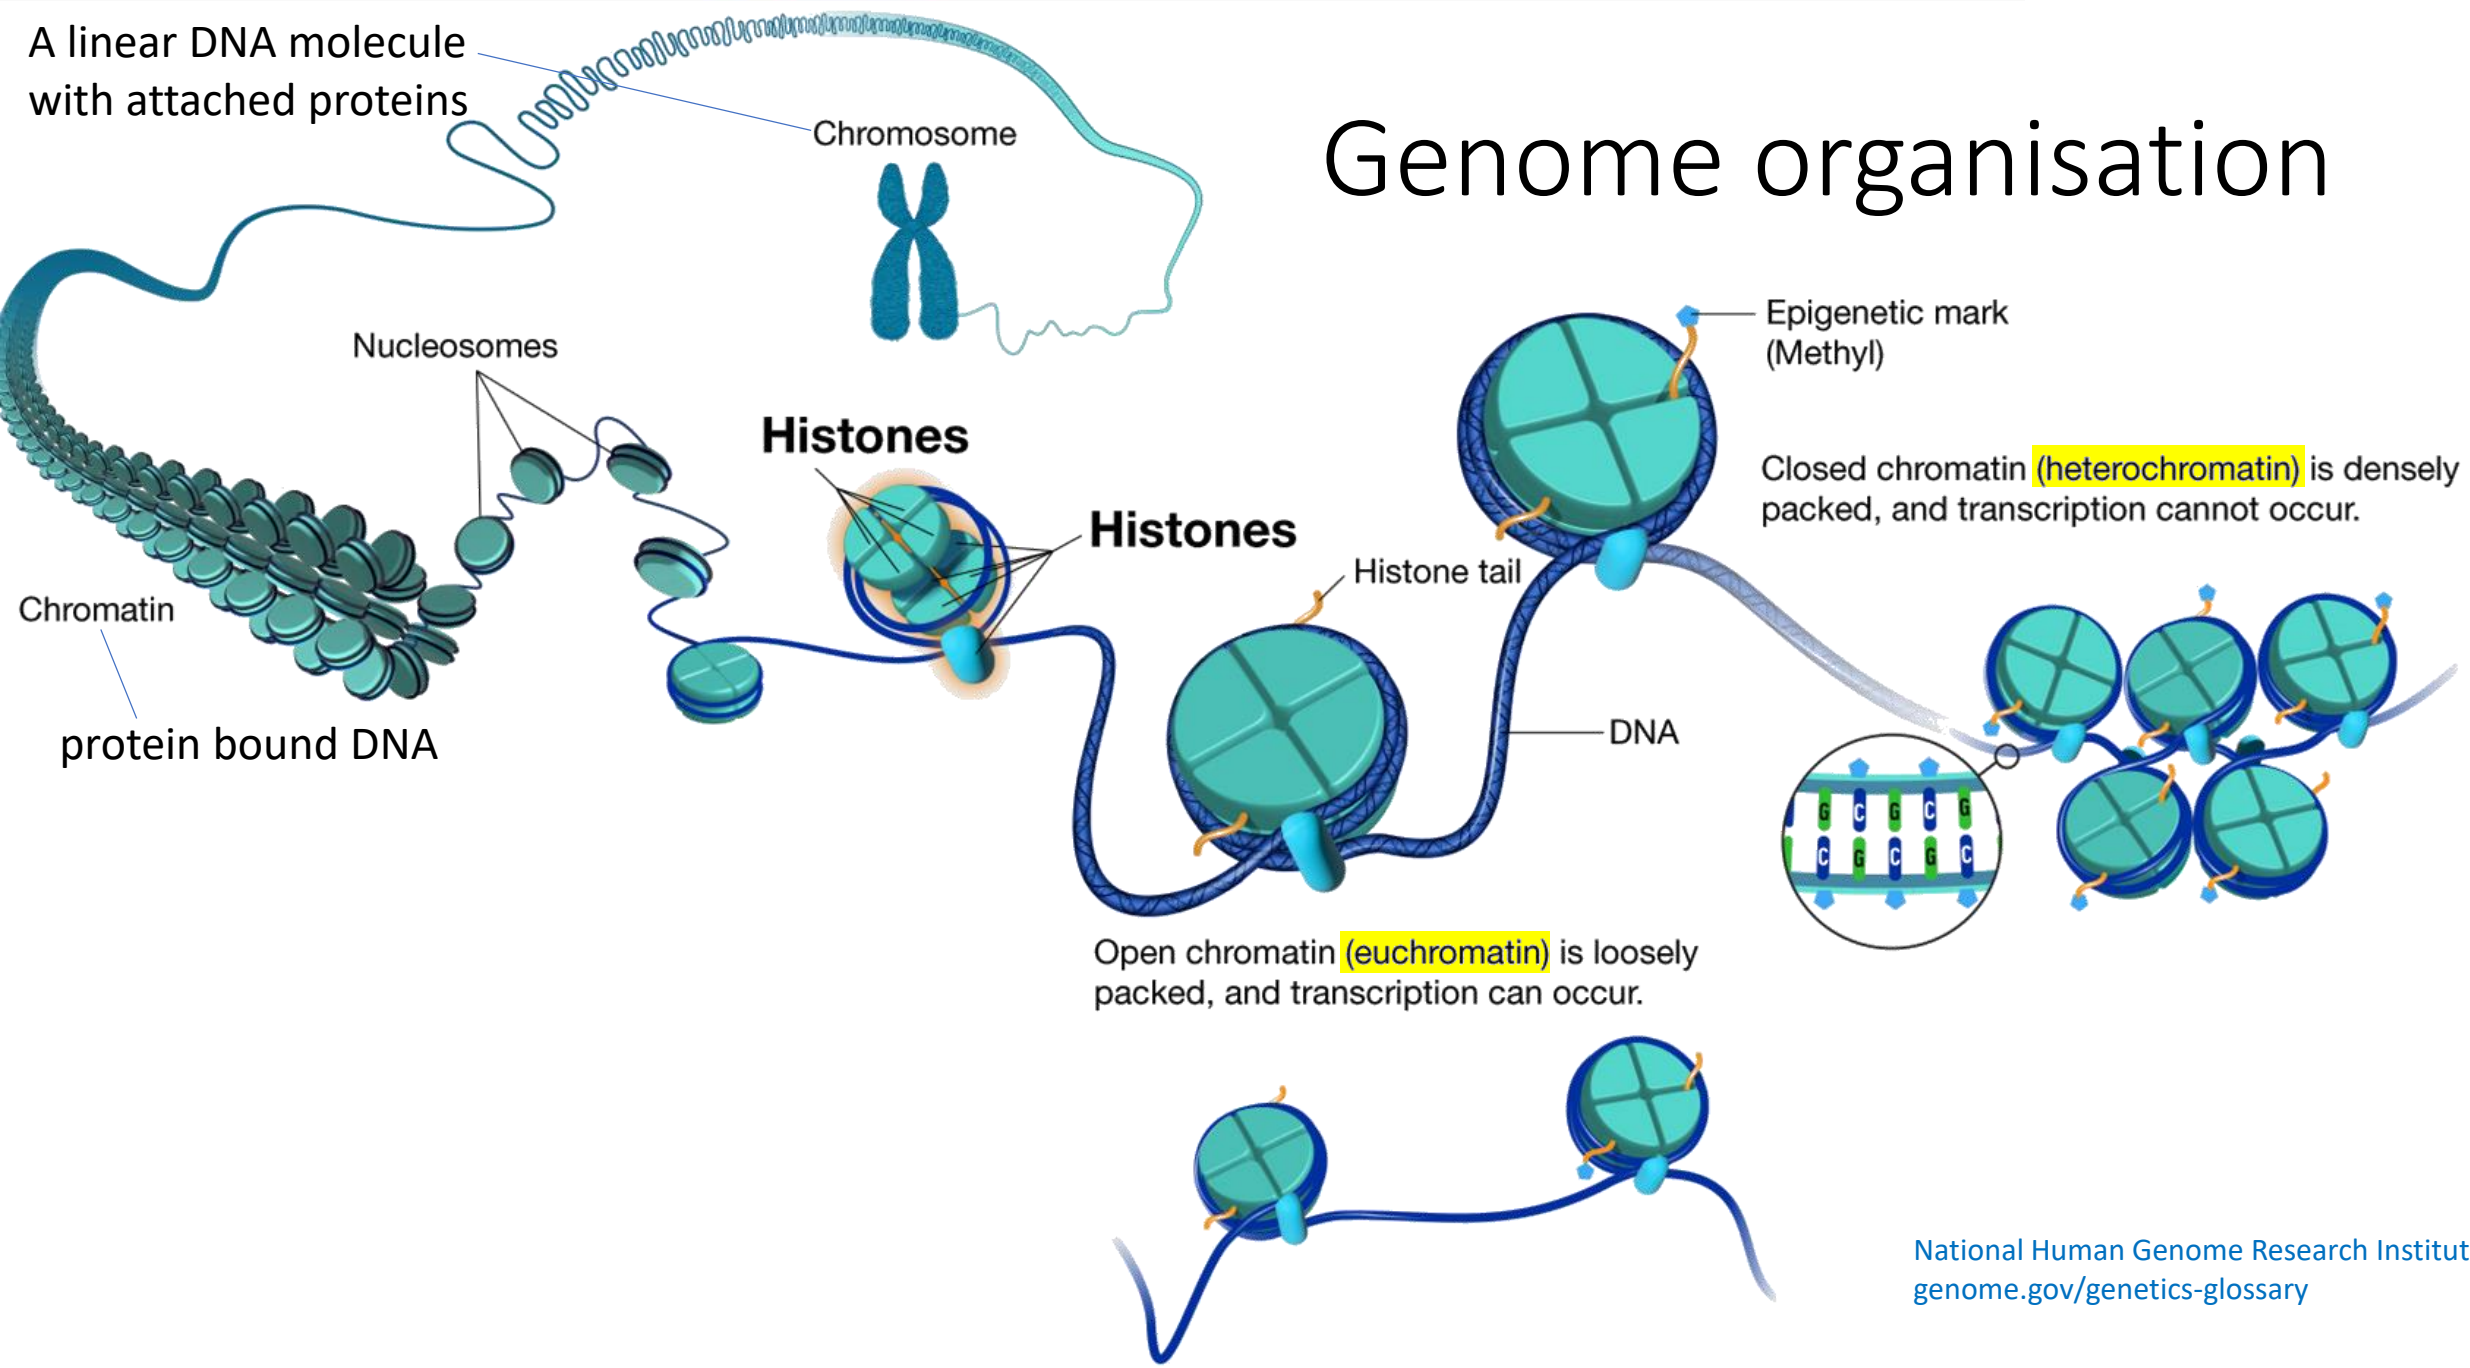 A linear DNA molecule
with attached proteins
Chromosome
Genome organisation
Nucleosomes
Histones
Histones
Epigenetic mark
(Methyl)
Closed chromatin (heterochromatin) is densely
packed, and transcription cannot occur.
Histone tail
Chromatin
protein bound DNA
DNA
G C G C G
C G C G C
Open chromatin (euchromatin) is loosely
packed, and transcription can occur.
National Human Genome Research Institut
genome.gov/genetics-glossary